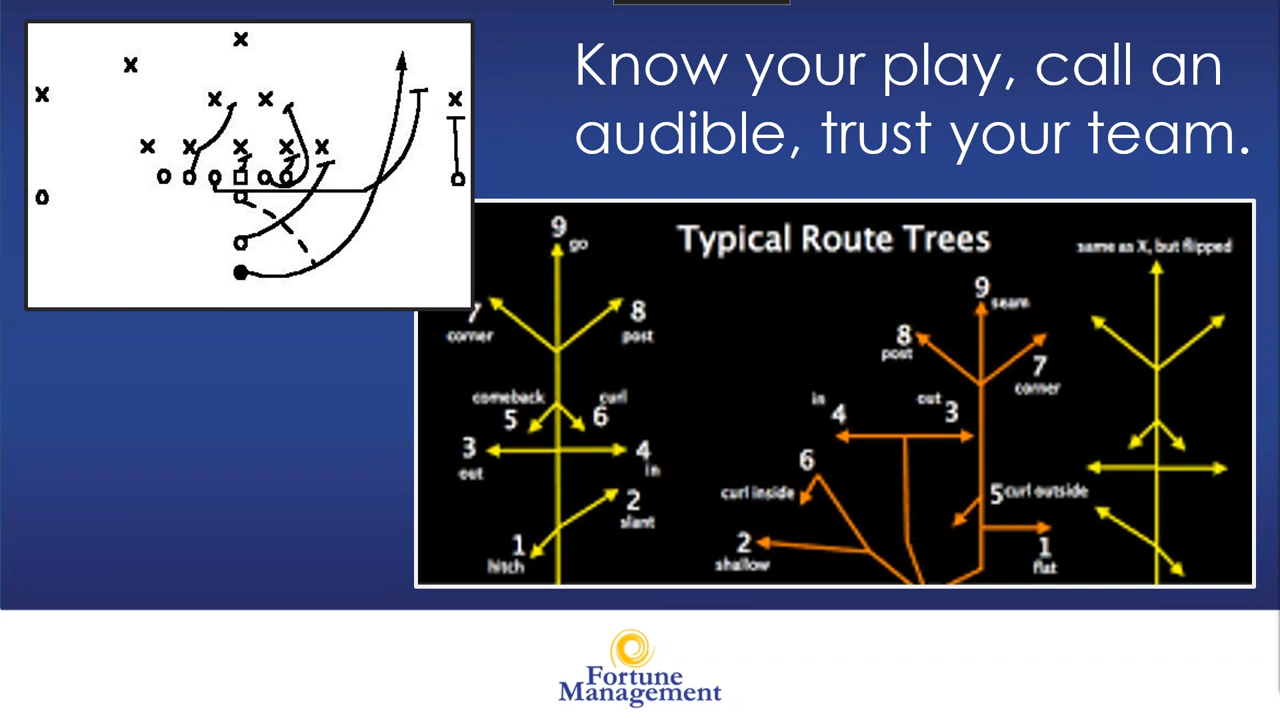 Know your play, call an
audible, trust your team.
x
x
x
x x x
x x x x x
o o o □ o o o
o o
o
Typical Route Trees
9
go
7
corner
8
post
comeback
5
curl
6
3
out
4
in
2
slant
1
hitch
9
seam
8
post
7
corner
in
4
out
3
6
curl inside
5 curl outside
2
shallow
1
flat
same as X, but flipped
Fortune
Management